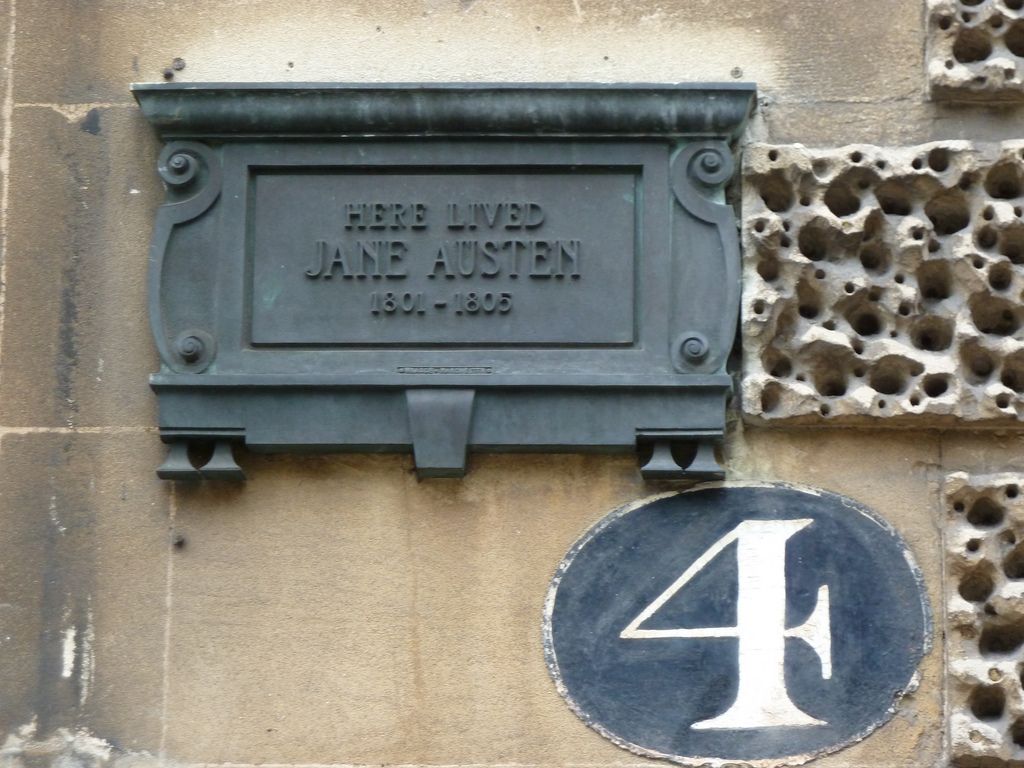 HERE LIVED
JANE AUSTEN
1801 - 1805
4